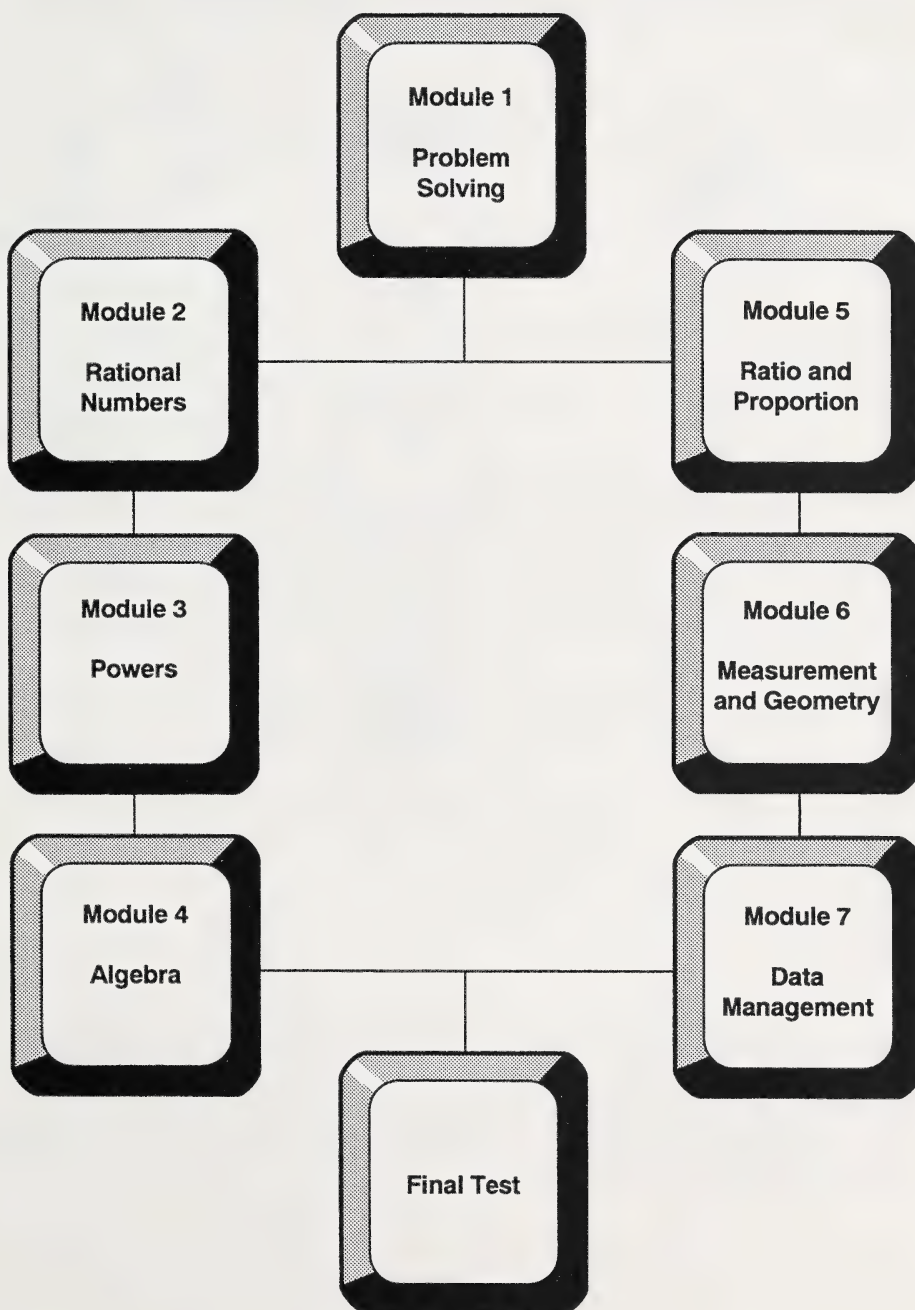 Module 1
Problem
Solving
Module 2
Rational
Numbers
Module 5
Ratio and
Proportion
Module 3
Powers
Module 6
Measurement
and Geometry
Module 4
Algebra
Module 7
Data
Management
Final Test